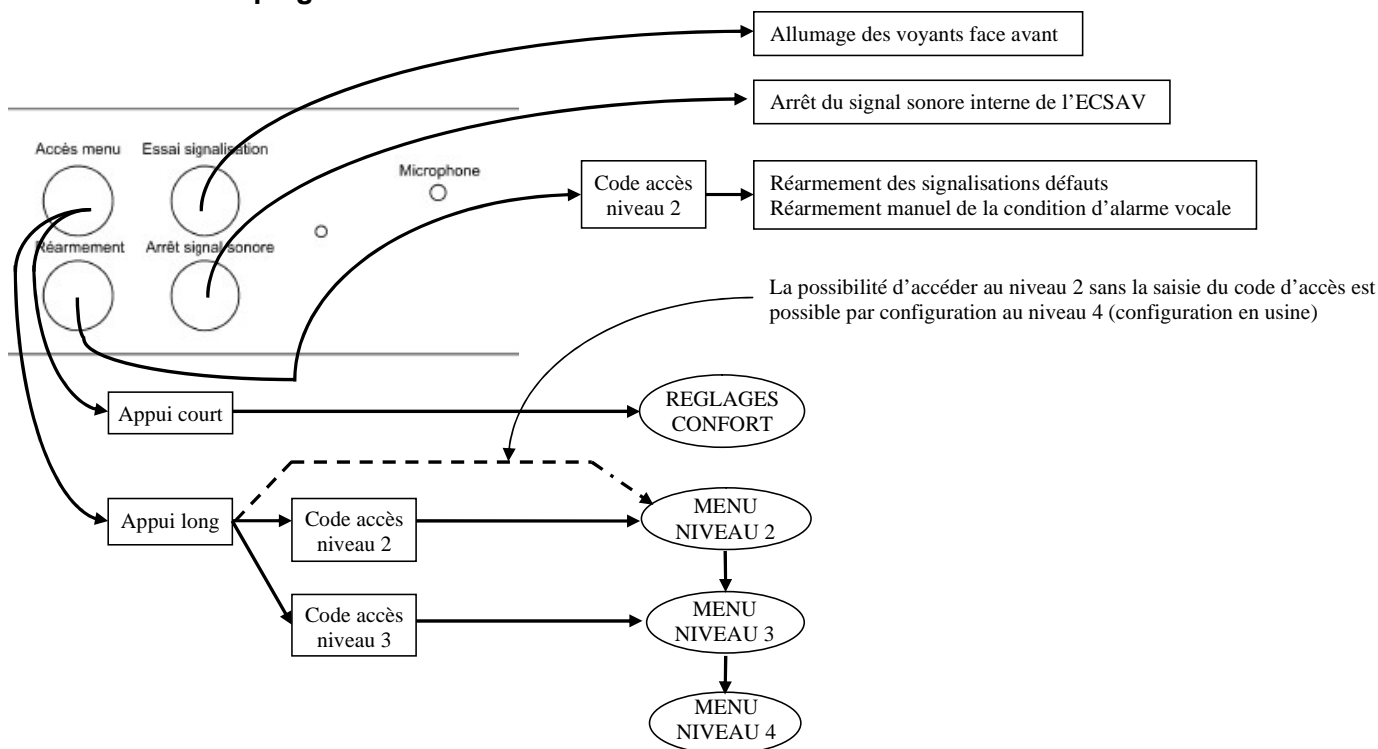 Allumage des voyants face avant
Arrêt du signal sonore interne de l'ECSAV
Accès menu
Essai signalisation
Microphone
Réarmement
Arrêt signal sonore
Code accès
niveau 2
Réarmement des signalisations défauts
Réarmement manuel de la condition d'alarme vocale
La possibilité d'accéder au niveau 2 sans la saisie du code d'accès est
possible par configuration au niveau 4 (configuration en usine)
Appui court
REGLAGES
CONFORT
Appui long
Code accès
niveau 2
MENU
NIVEAU 2
Code accès
niveau 3
MENU
NIVEAU 3
MENU
NIVEAU 4